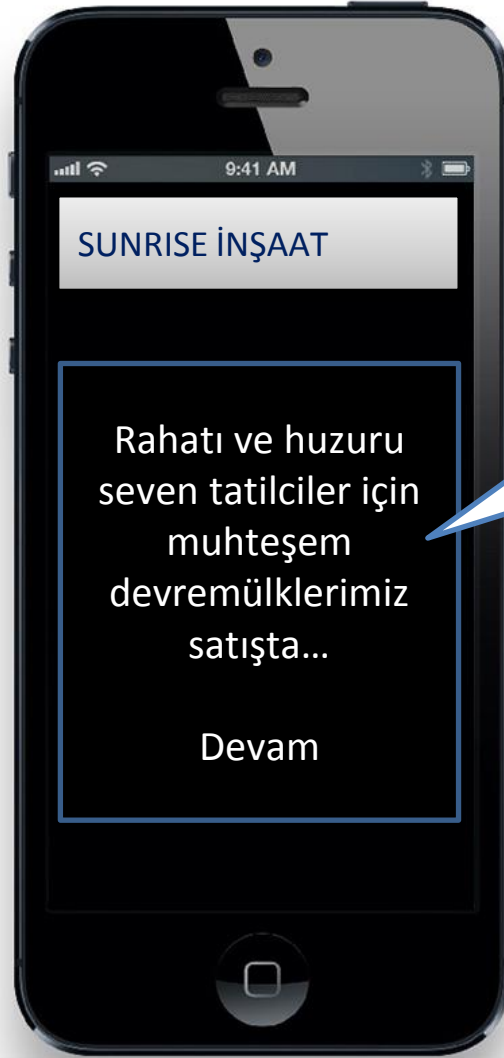 9:41 AM
SUNRISE İNŞAAT
Rahatı ve huzuru
seven tatilciler için
muhteşem
devremülklerimiz
satışta…
Devam